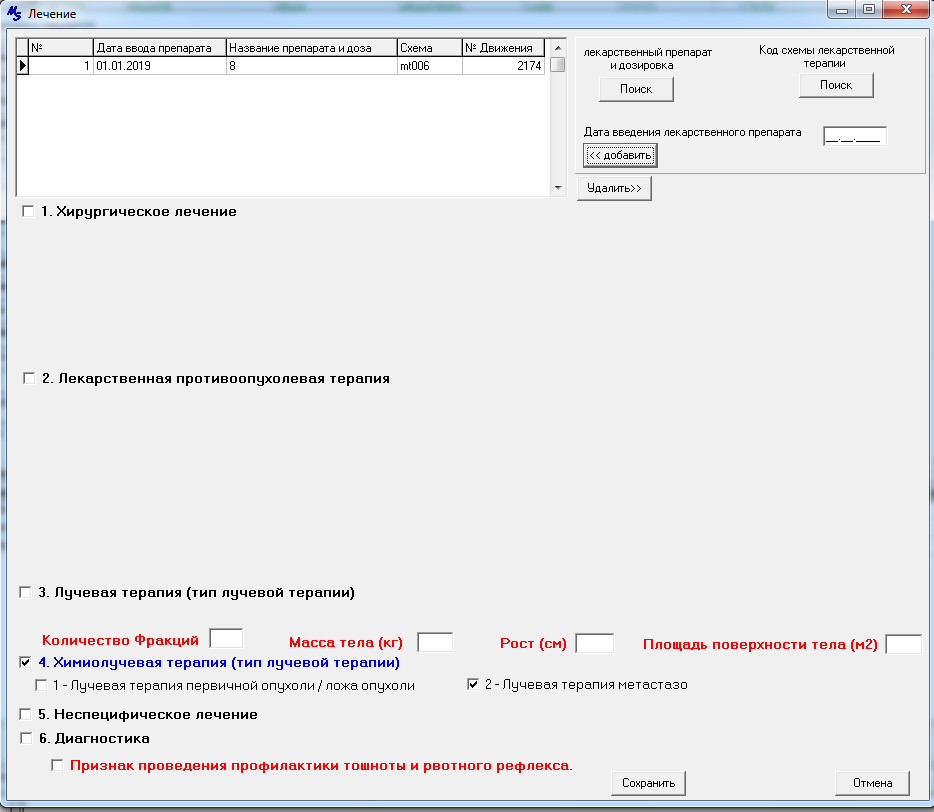 Лечение
№ Дата ввода препарата Название препарата и доза Схема № Движения
1 01.01.2019 8 mt006 2174
лекарственный препарат
и дозировка
Поиск
Код схемы лекарственной
терапии
Поиск
Дата введения лекарственного препарата __.__.____
<< добавить
Удалить>>
1. Хирургическое лечение
2. Лекарственная противоопухолевая терапия
3. Лучевая терапия (тип лучевой терапии)
Количество Фракций Масса тела (кг) Рост (см) Площадь поверхности тела (м2)
4. Химиолучевая терапия (тип лучевой терапии)
1 - Лучевая терапия первичной опухоли / ложа опухоли 2 - Лучевая терапия метастазо
5. Неспецифическое лечение
6. Диагностика
Признак проведения профилактики тошноты и рвотного рефлекса.
Сохранить Отмена